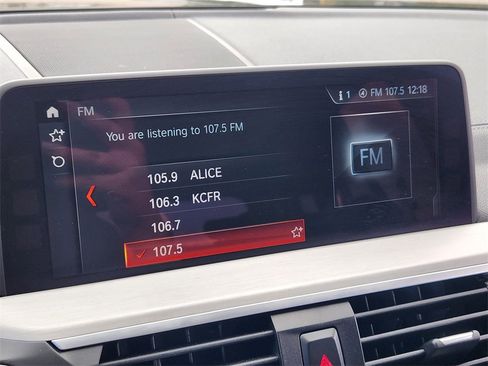 FM
i 1 FM 107.5 12:18
You are listening to 107.5 FM
105.9 ALICE
106.3 KCFR
106.7
107.5
FM